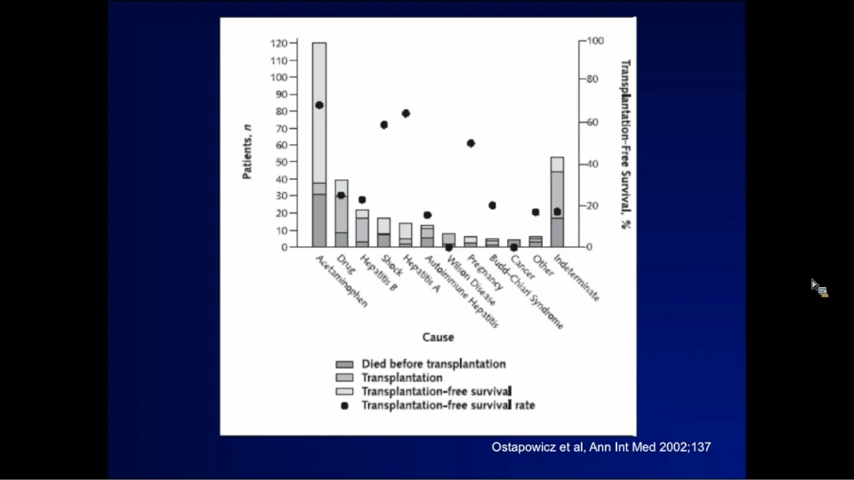 120
110
100
90
80
70
60
50
40
30
20
10
0
Patients, n
100
80
60
40
20
0
Transplantation-Free Survival, %
Acetaminophen
Drug
Hepatitis B
Shock
Hepatitis A
Autoimmune Hepatitis
Wilson Disease
Pregnancy
Budd-Chiari Syndrome
Cancer
Other
Indeterminate
Cause
Died before transplantation
Transplantation
Transplantation-free survival
Transplantation-free survival rate
Ostapowicz et al, Ann Int Med 2002;137